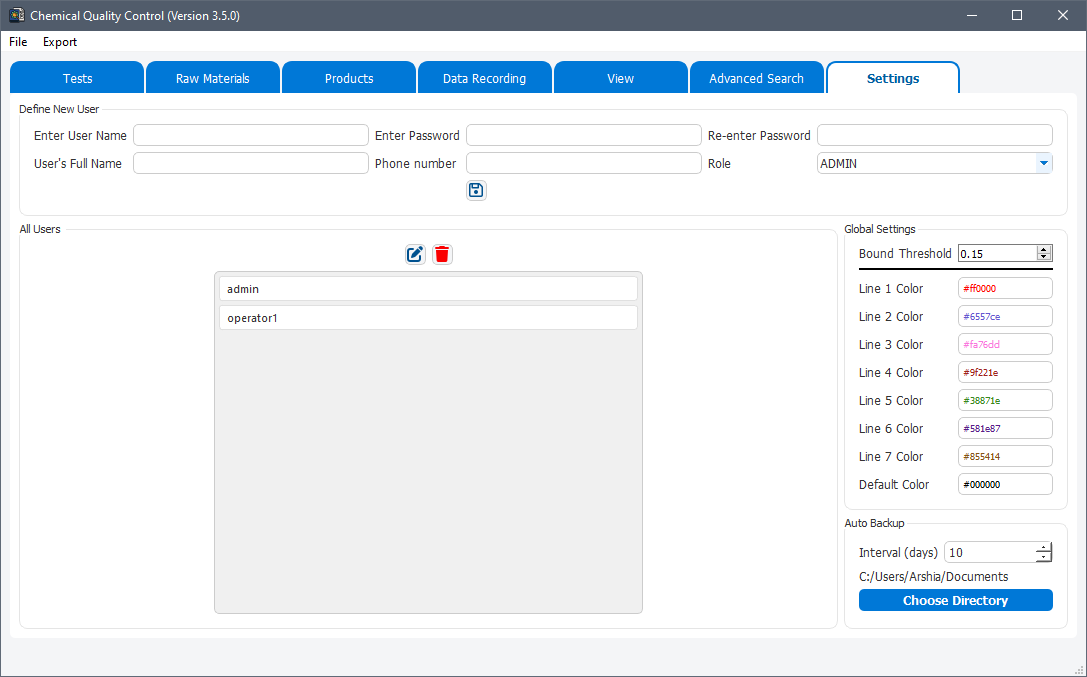 Chemical Quality Control (Version 3.5.0)
File Export
Tests Raw Materials Products Data Recording View Advanced Search Settings
Define New User
Enter User Name Enter Password Re-enter Password
User's Full Name Phone number Role ADMIN
All Users
admin
operator1
Global Settings
Bound Threshold 0.15
Line 1 Color #ff0000
Line 2 Color #6557ce
Line 3 Color #fa76dd
Line 4 Color #9f221e
Line 5 Color #38871e
Line 6 Color #581e87
Line 7 Color #855414
Default Color #000000
Auto Backup
Interval (days) 10
C:/Users/Arshia/Documents
Choose Directory